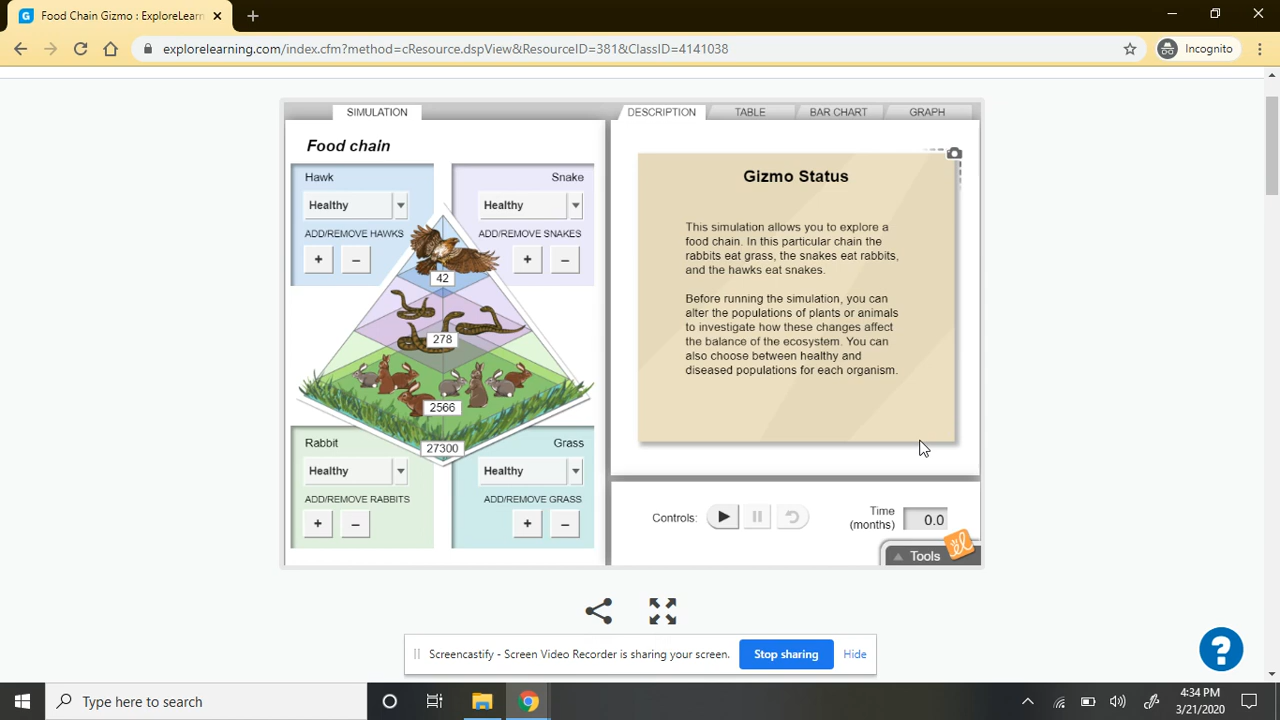 Food Chain Gizmo : ExploreLearn
explorelearning.com/index.cfm?method=cResource.dspView&ResourceID=381&ClassID=4141038
Incognito
SIMULATION
DESCRIPTION
TABLE
BAR CHART
GRAPH
Food chain
Hawk
Healthy
ADD/REMOVE HAWKS
+
−
Snake
Healthy
ADD/REMOVE SNAKES
+
−
42
278
2566
27300
Rabbit
Healthy
ADD/REMOVE RABBITS
+
−
Grass
Healthy
ADD/REMOVE GRASS
+
−
Gizmo Status
This simulation allows you to explore a
food chain. In this particular chain the
rabbits eat grass, the snakes eat rabbits,
and the hawks eat snakes.
Before running the simulation, you can
alter the populations of plants or animals
to investigate how these changes affect
the balance of the ecosystem. You can
also choose between healthy and
diseased populations for each organism.
Controls:
Time
(months)
0.0
Tools
Screencastify - Screen Video Recorder is sharing your screen.
Stop sharing
Hide
?
Type here to search
4:34 PM
3/21/2020